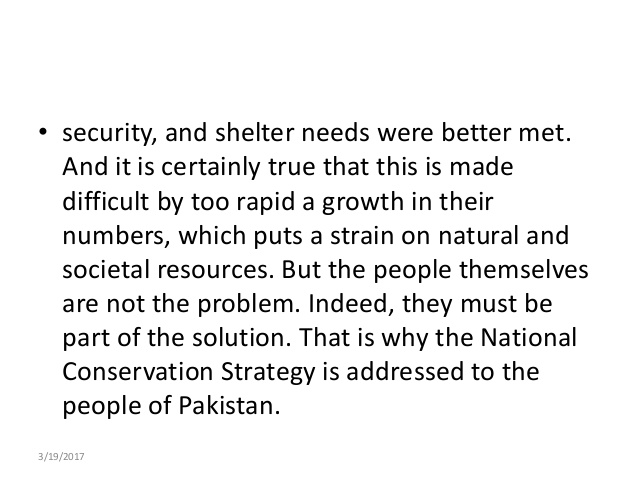 • security, and shelter needs were better met.
And it is certainly true that this is made
difficult by too rapid a growth in their
numbers, which puts a strain on natural and
societal resources. But the people themselves
are not the problem. Indeed, they must be
part of the solution. That is why the National
Conservation Strategy is addressed to the
people of Pakistan.
3/19/2017